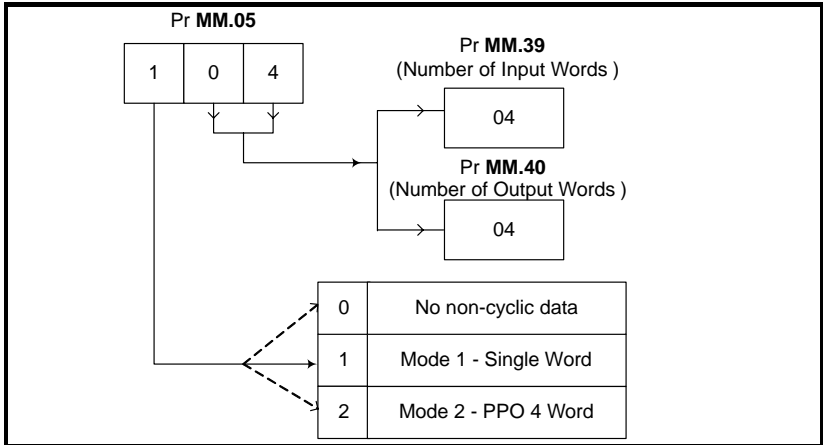 Pr MM.05
1 0 4
Pr MM.39
(Number of Input Words )
04
Pr MM.40
(Number of Output Words )
04
0 No non-cyclic data
1 Mode 1 - Single Word
2 Mode 2 - PPO 4 Word